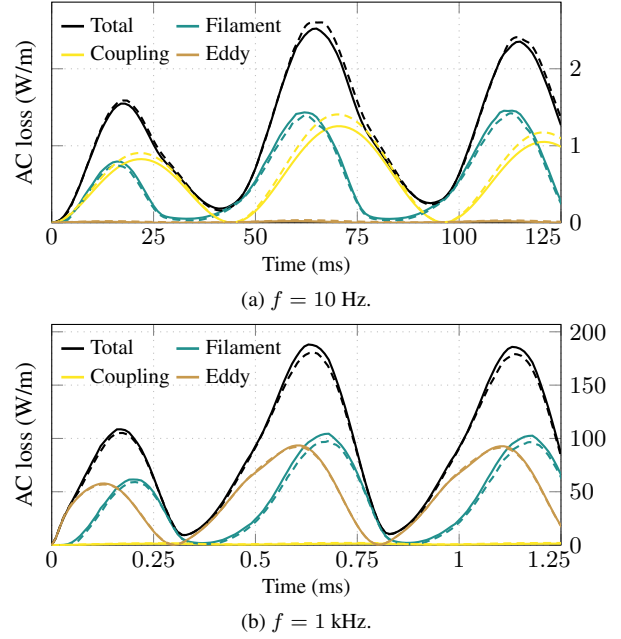 Total
Filament
Coupling
Eddy
AC loss (W/m)
2
1
0
0
25
50
75
100
125
Time (ms)
(a) f = 10 Hz.
Total
Filament
Coupling
Eddy
AC loss (W/m)
200
150
100
50
0
0
0.25
0.5
0.75
1
1.25
Time (ms)
(b) f = 1 kHz.